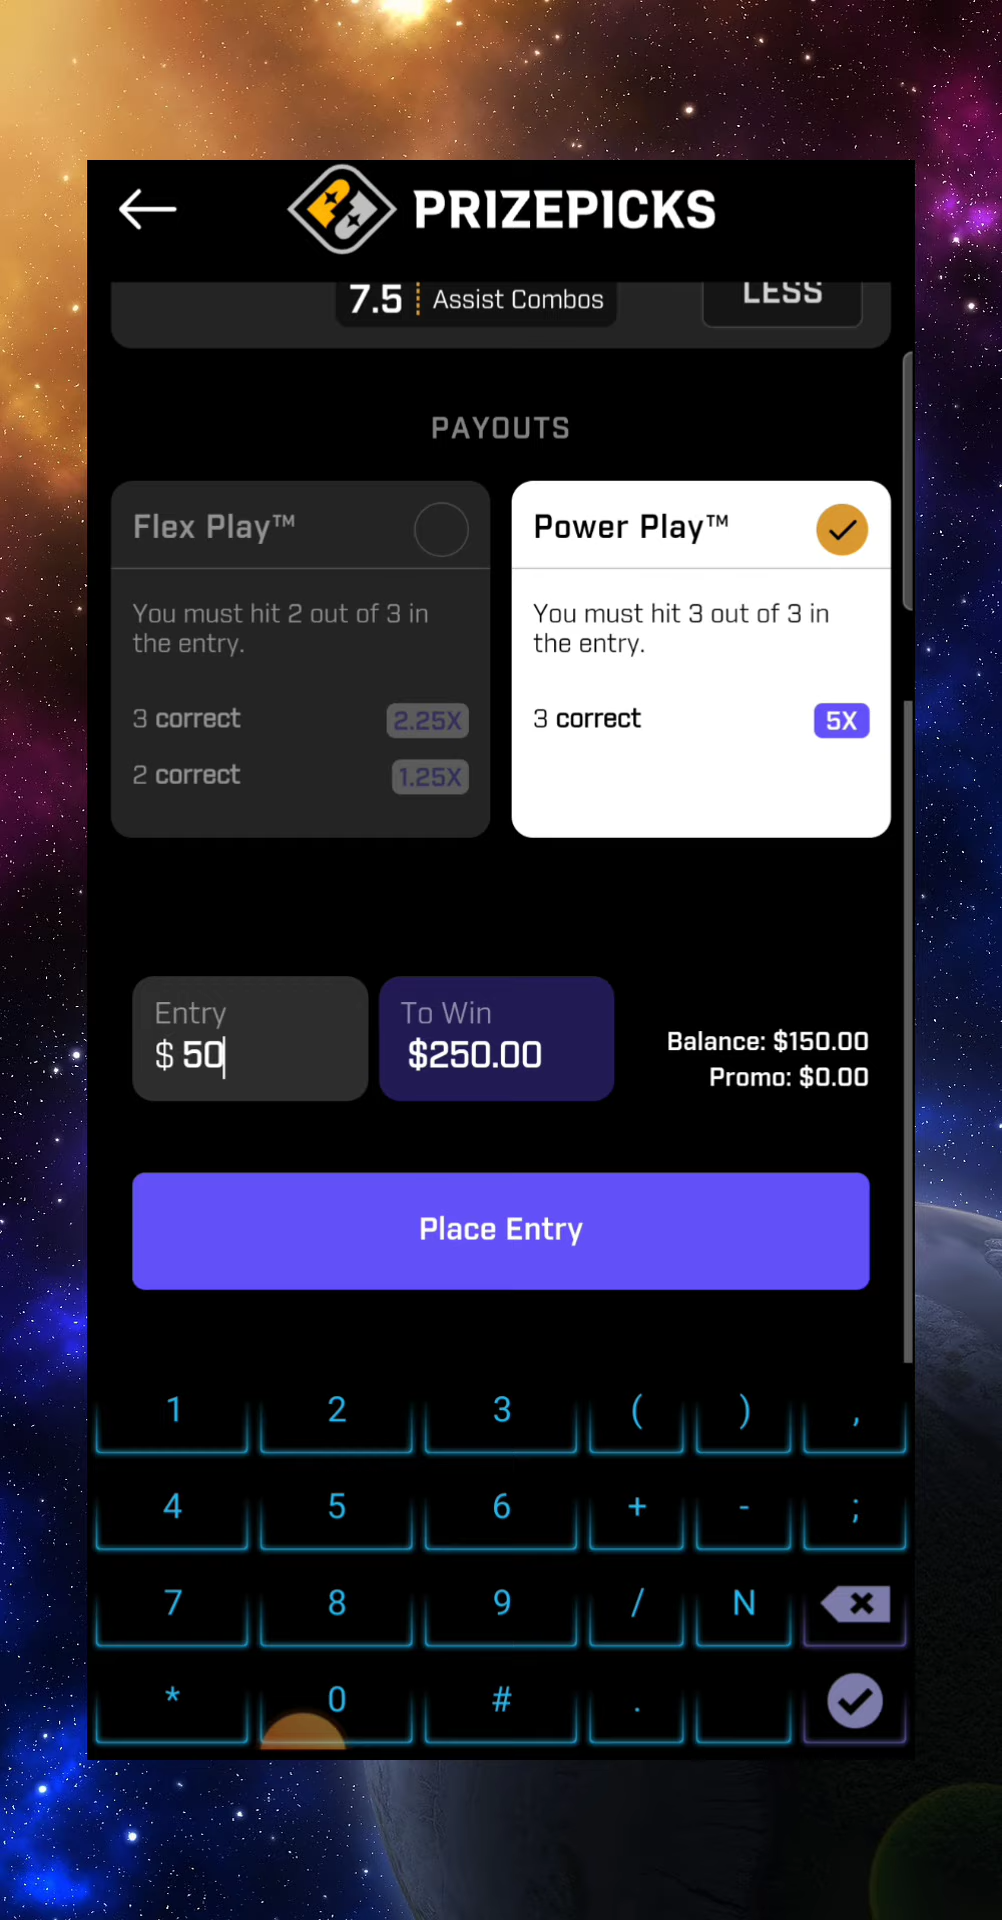 PRIZEPICKS
7.5 Assist Combos LESS
PAYOUTS
Flex Play™
You must hit 2 out of 3 in
the entry.
3 correct 2.25X
2 correct 1.25X
Power Play™
You must hit 3 out of 3 in
the entry.
3 correct 5X
Entry
$ 50
To Win
$250.00
Balance: $150.00
Promo: $0.00
Place Entry
1 2 3 ( ) ,
4 5 6 + - ;
7 8 9 / N
* 0 # .